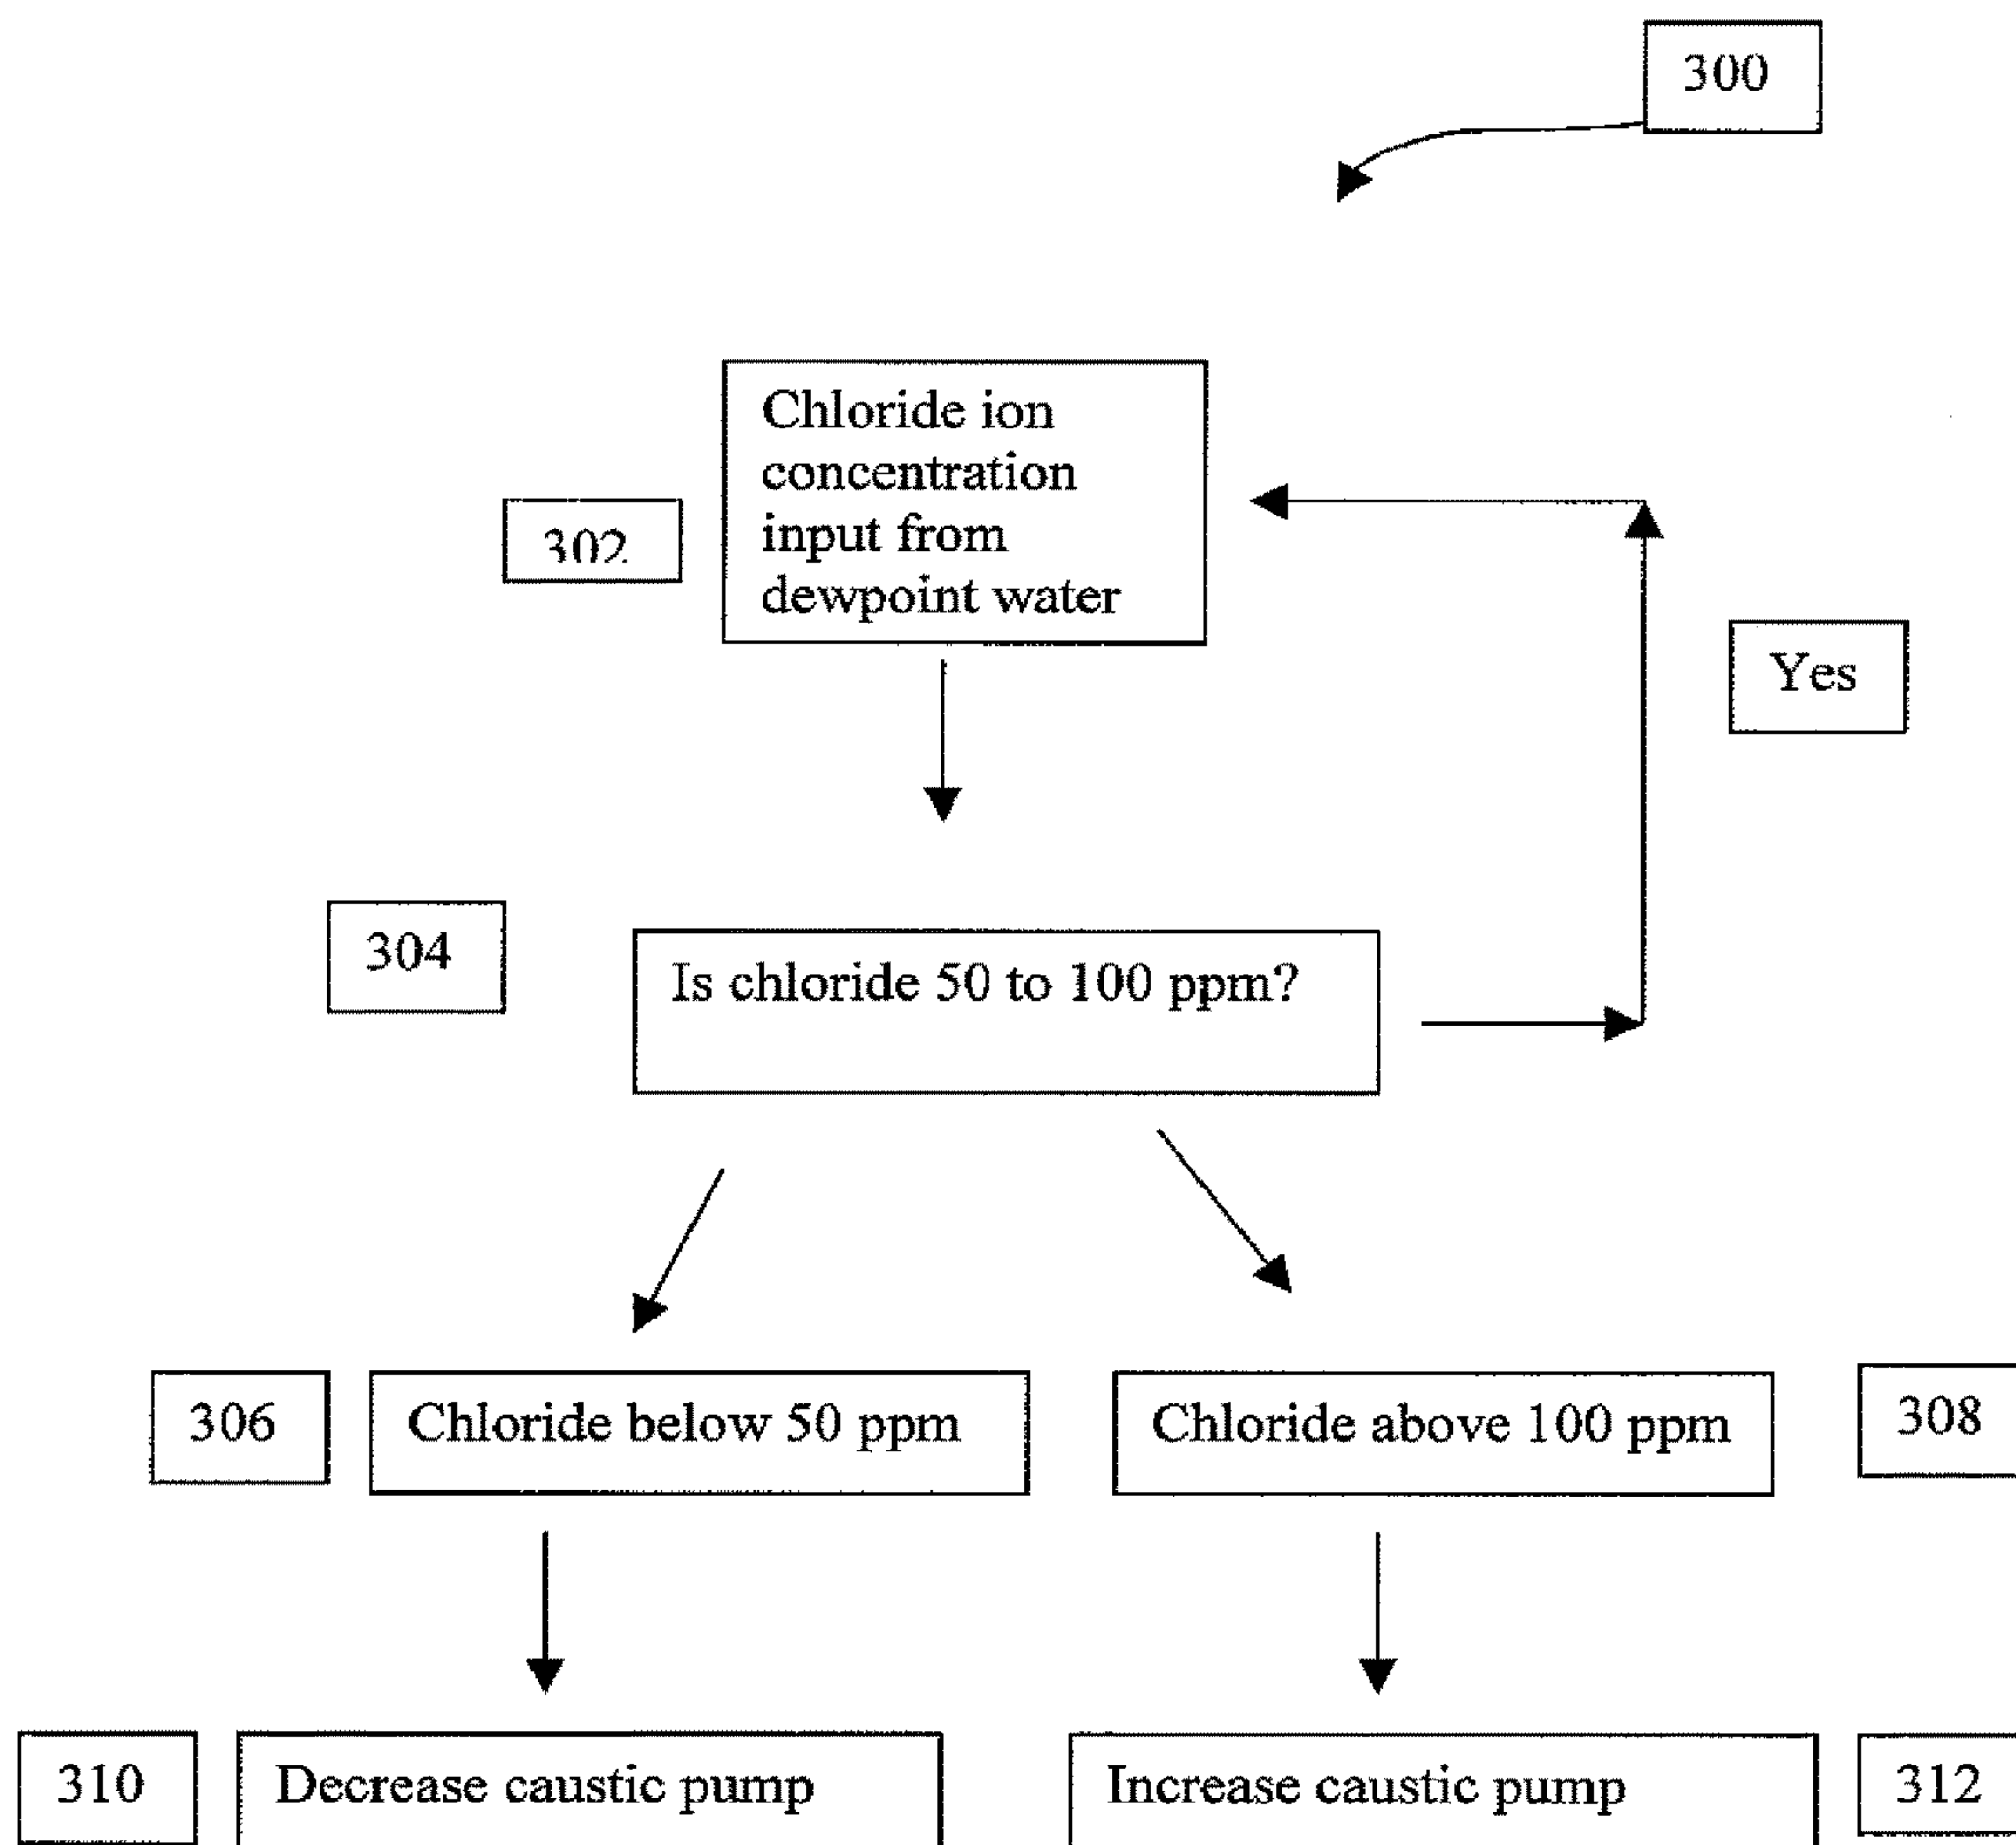 300
Chloride ion
concentration
input from
dewpoint water
302
Yes
304
Is chloride 50 to 100 ppm?
306
Chloride below 50 ppm
Chloride above 100 ppm
308
310
Decrease caustic pump
Increase caustic pump
312